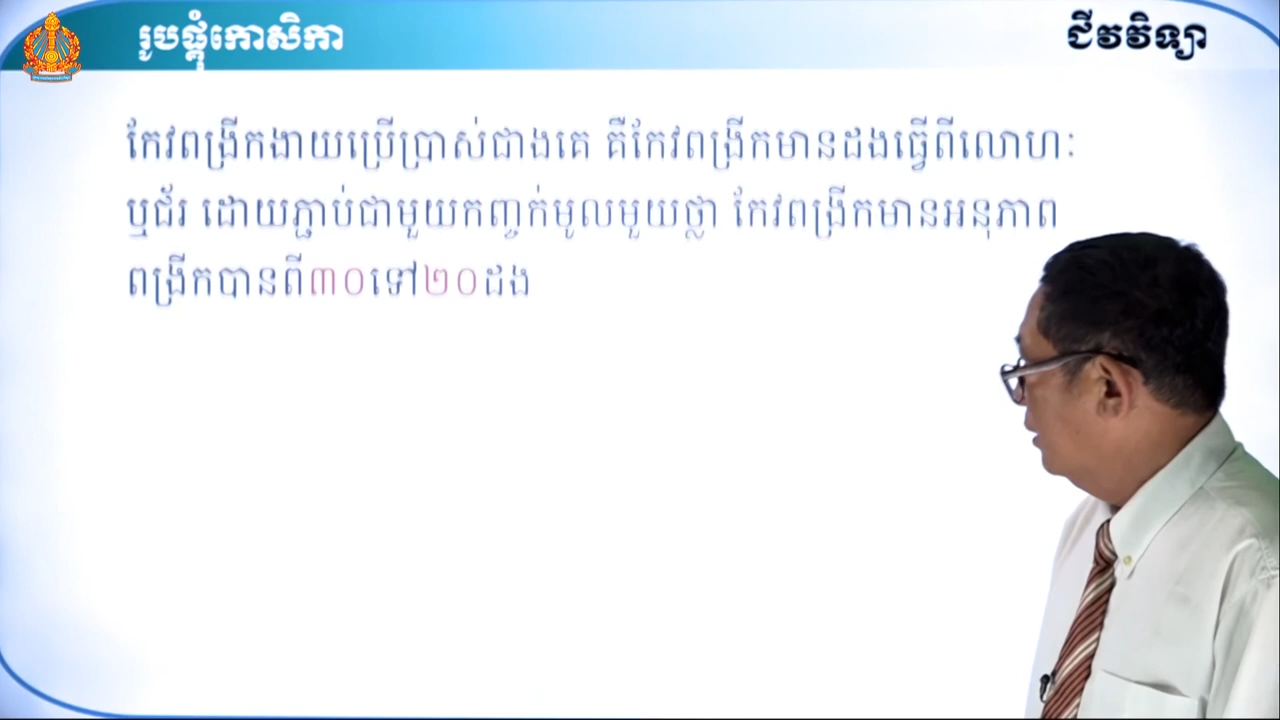 រូបផ្គុំកោសិកា
ជីវវិទ្យា
កែវពង្រីកងាយប្រើប្រាស់ជាងគេ គឺកែវពង្រីកមានដងធ្វើពីលោហៈ
ឬជ័រ ដោយភ្ជាប់ជាមួយកញ្ចក់មូលមួយថ្លា កែវពង្រីកមានអនុភាព
ពង្រីកបានពី៣០ទៅ២០ដង